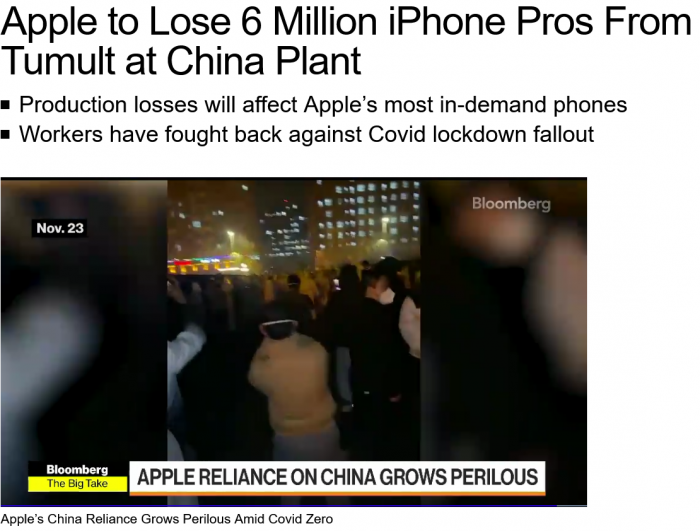 Apple to Lose 6 Million iPhone Pros From
Tumult at China Plant
Production losses will affect Apple’s most in-demand phones
Workers have fought back against Covid lockdown fallout
Bloomberg
Nov. 23
Bloomberg
The Big Take
APPLE RELIANCE ON CHINA GROWS PERILOUS
Apple’s China Reliance Grows Perilous Amid Covid Zero